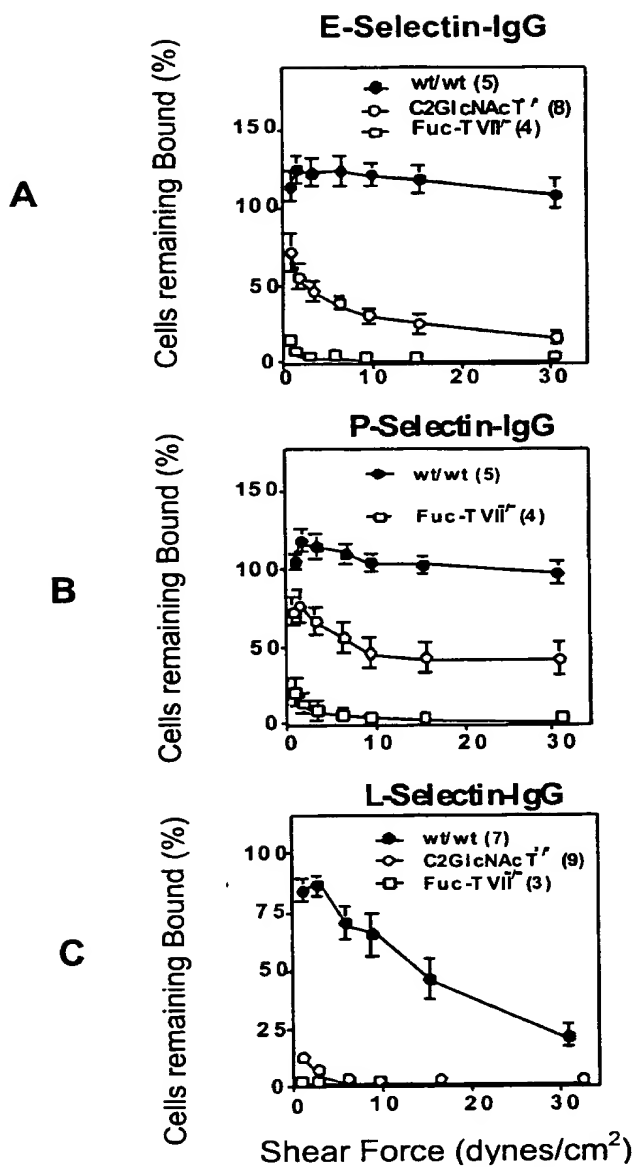 E-Selectin-IgG
A
Cells remaining Bound (%)
wt/wt (5)
C2GlcNAcT-/- (8)
Fuc-T VII-/- (4)
150
100
50
0
0
10
20
30
P-Selectin-IgG
B
Cells remaining Bound (%)
wt/wt (5)
Fuc-T VII-/- (4)
150
100
50
0
0
10
20
30
L-Selectin-IgG
C
Cells remaining Bound (%)
wt/wt (7)
C2GlcNAcT-/- (9)
Fuc-T VII-/- (3)
100
75
50
25
0
0
10
20
30
Shear Force (dynes/cm²)